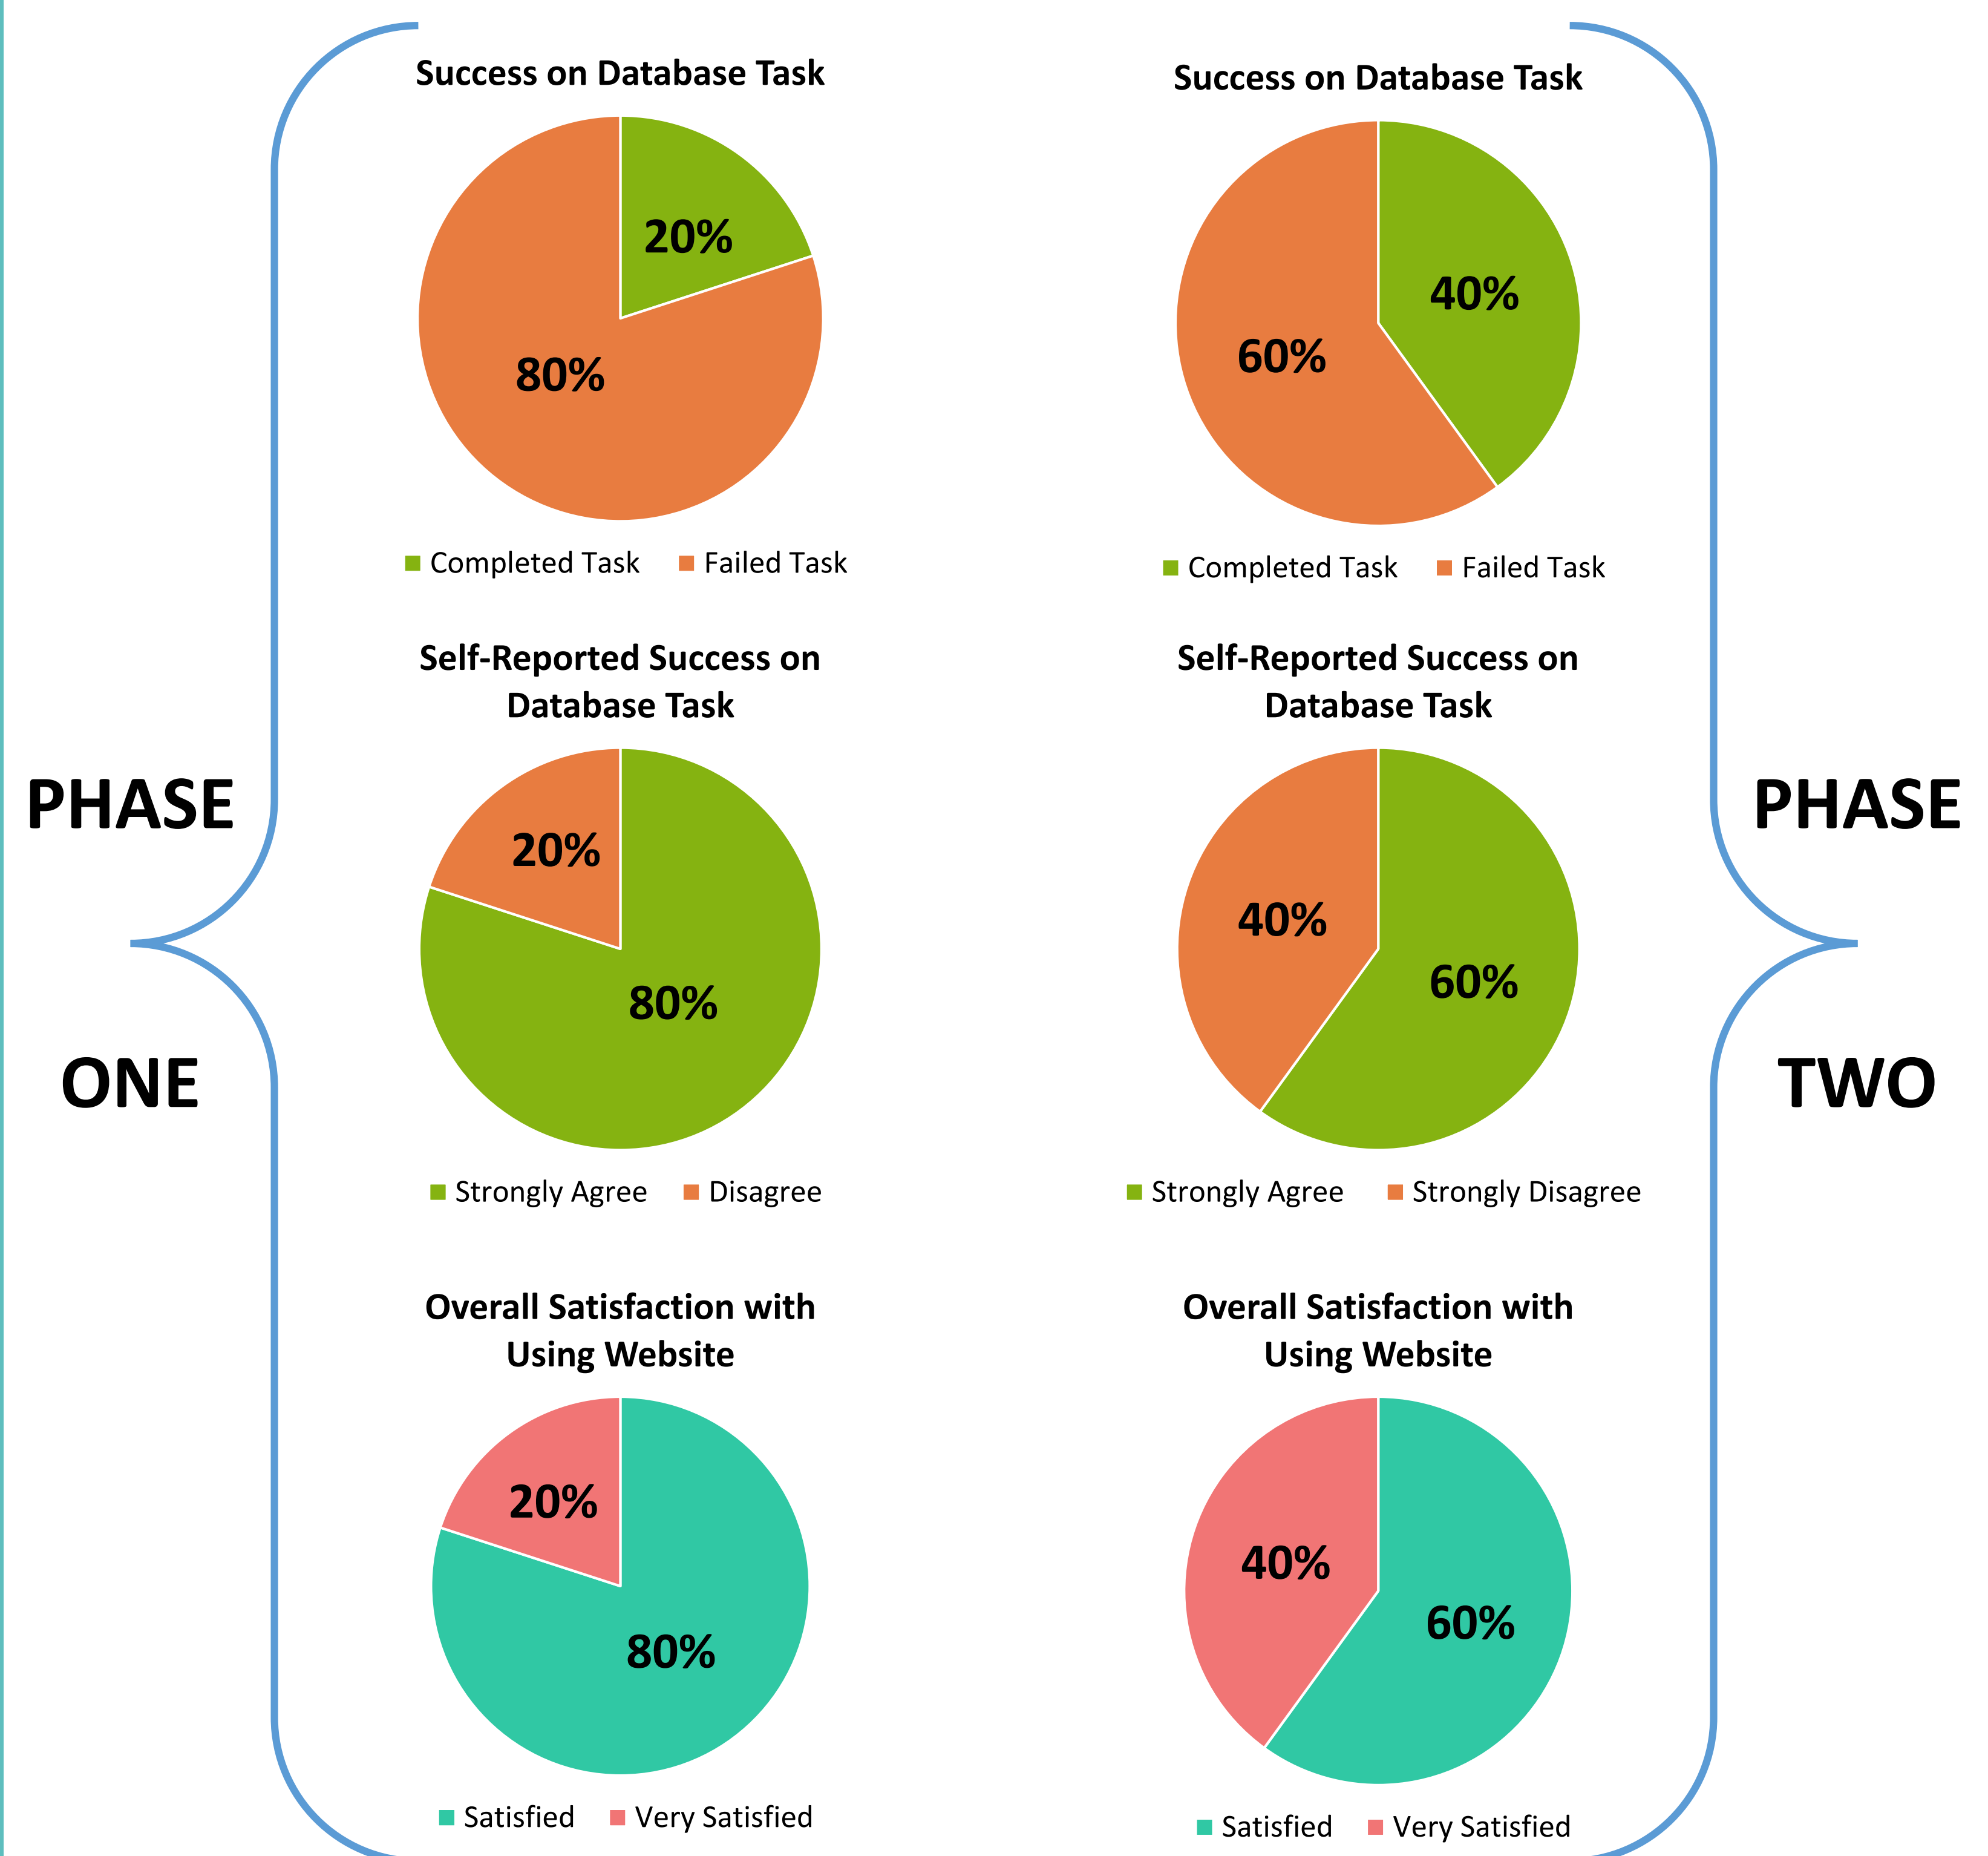 PHASE
ONE
Success on Database Task
20%
80%
Completed Task Failed Task
Self-Reported Success on
Database Task
20%
80%
Strongly Agree Disagree
Overall Satisfaction with
Using Website
20%
80%
Satisfied Very Satisfied
Success on Database Task
40%
60%
Completed Task Failed Task
Self-Reported Success on
Database Task
40%
60%
Strongly Agree Strongly Disagree
Overall Satisfaction with
Using Website
40%
60%
Satisfied Very Satisfied
PHASE
TWO